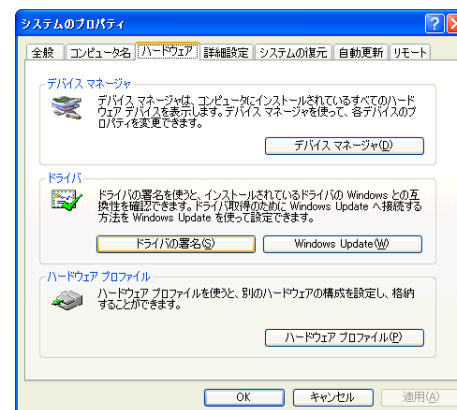 システムのプロパティ
全般 コンピュータ名 ハードウェア 詳細設定 システムの復元 自動更新 リモート
デバイス マネージャ
デバイス マネージャは、コンピュータにインストールされているすべてのハード
ウェア デバイスを表示します。デバイス マネージャを使って、各デバイスのプ
ロパティを変更できます。
デバイス マネージャ(D)
ドライバ
ドライバの署名を使うと、インストールされているドライバの Windows との互
換性を確認できます。ドライバ取得のために Windows Update へ接続する
方法を Windows Update を使って設定できます。
ドライバの署名(S) Windows Update(W)
ハードウェア プロファイル
ハードウェア プロファイルを使うと、別のハードウェアの構成を設定し、格納
することができます。
ハードウェア プロファイル(P)
OK キャンセル 適用(A)